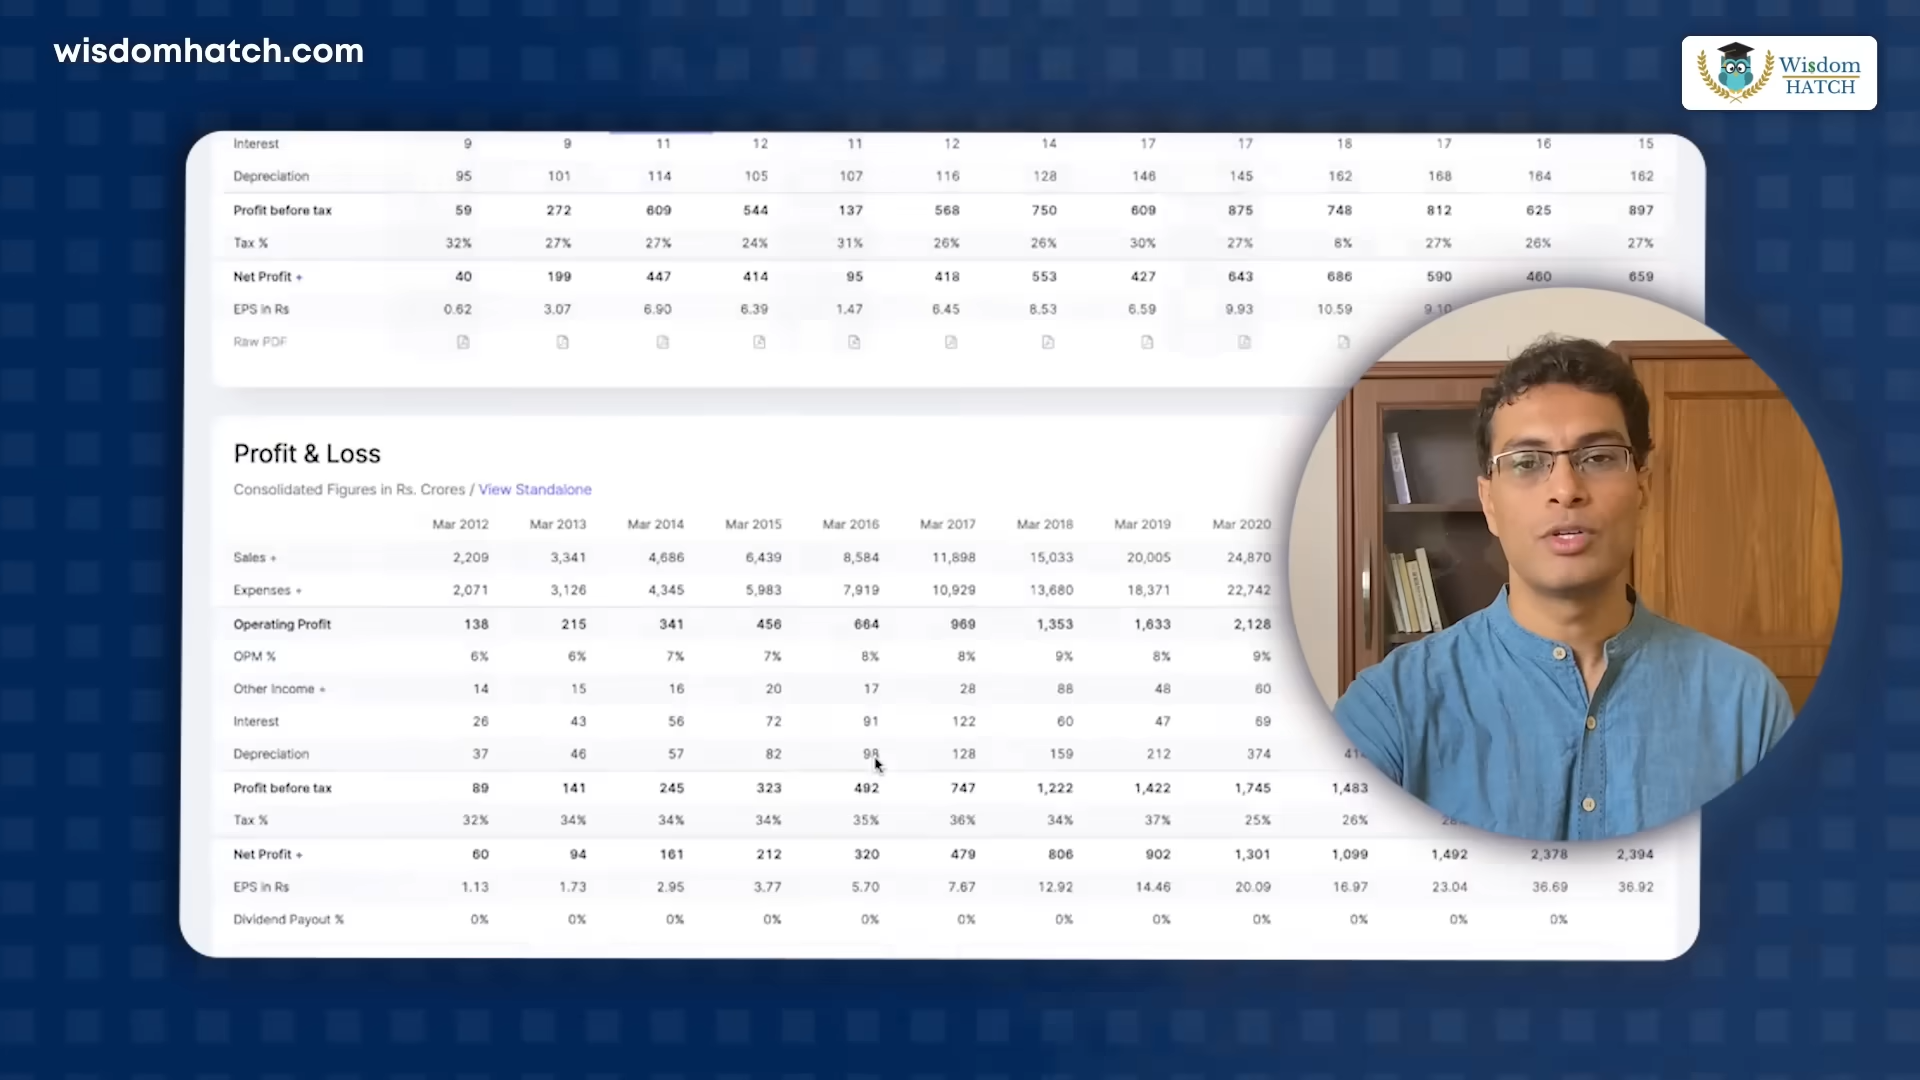 wisdomhatch.com
Wisdom
HATCH
Interest 9 9 11 12 11 12 14 17 17 18 17 16 15
Depreciation 95 101 114 105 107 116 128 146 145 162 168 164 162
Profit before tax 59 272 609 544 137 568 750 609 875 748 812 625 897
Tax % 32% 27% 27% 24% 31% 26% 26% 30% 27% 8% 27% 26% 27%
Net Profit + 40 199 447 414 95 418 553 427 643 686 590 460 659
EPS in Rs 0.62 3.07 6.90 6.39 1.47 6.45 8.53 6.59 9.93 10.59 9.10
Raw PDF
Profit & Loss
Consolidated Figures in Rs. Crores / View Standalone
Mar 2012 Mar 2013 Mar 2014 Mar 2015 Mar 2016 Mar 2017 Mar 2018 Mar 2019 Mar 2020
Sales + 2,209 3,341 4,686 6,439 8,584 11,898 15,033 20,005 24,870
Expenses + 2,071 3,126 4,345 5,983 7,919 10,929 13,680 18,371 22,742
Operating Profit 138 215 341 456 664 969 1,353 1,633 2,128
OPM % 6% 6% 7% 7% 8% 8% 9% 8% 9%
Other Income + 14 15 16 20 17 28 88 48 60
Interest 26 43 56 72 91 122 60 47 69
Depreciation 37 46 57 82 98 128 159 212 374
Profit before tax 89 141 245 323 492 747 1,222 1,422 1,745 1,483
Tax % 32% 34% 34% 34% 35% 36% 34% 37% 25% 26%
Net Profit + 60 94 161 212 320 479 806 902 1,301 1,099 1,492 2,378 2,394
EPS in Rs 1.13 1.73 2.95 3.77 5.70 7.67 12.92 14.46 20.09 16.97 23.04 36.69 36.92
Dividend Payout % 0% 0% 0% 0% 0% 0% 0% 0% 0% 0% 0% 0%